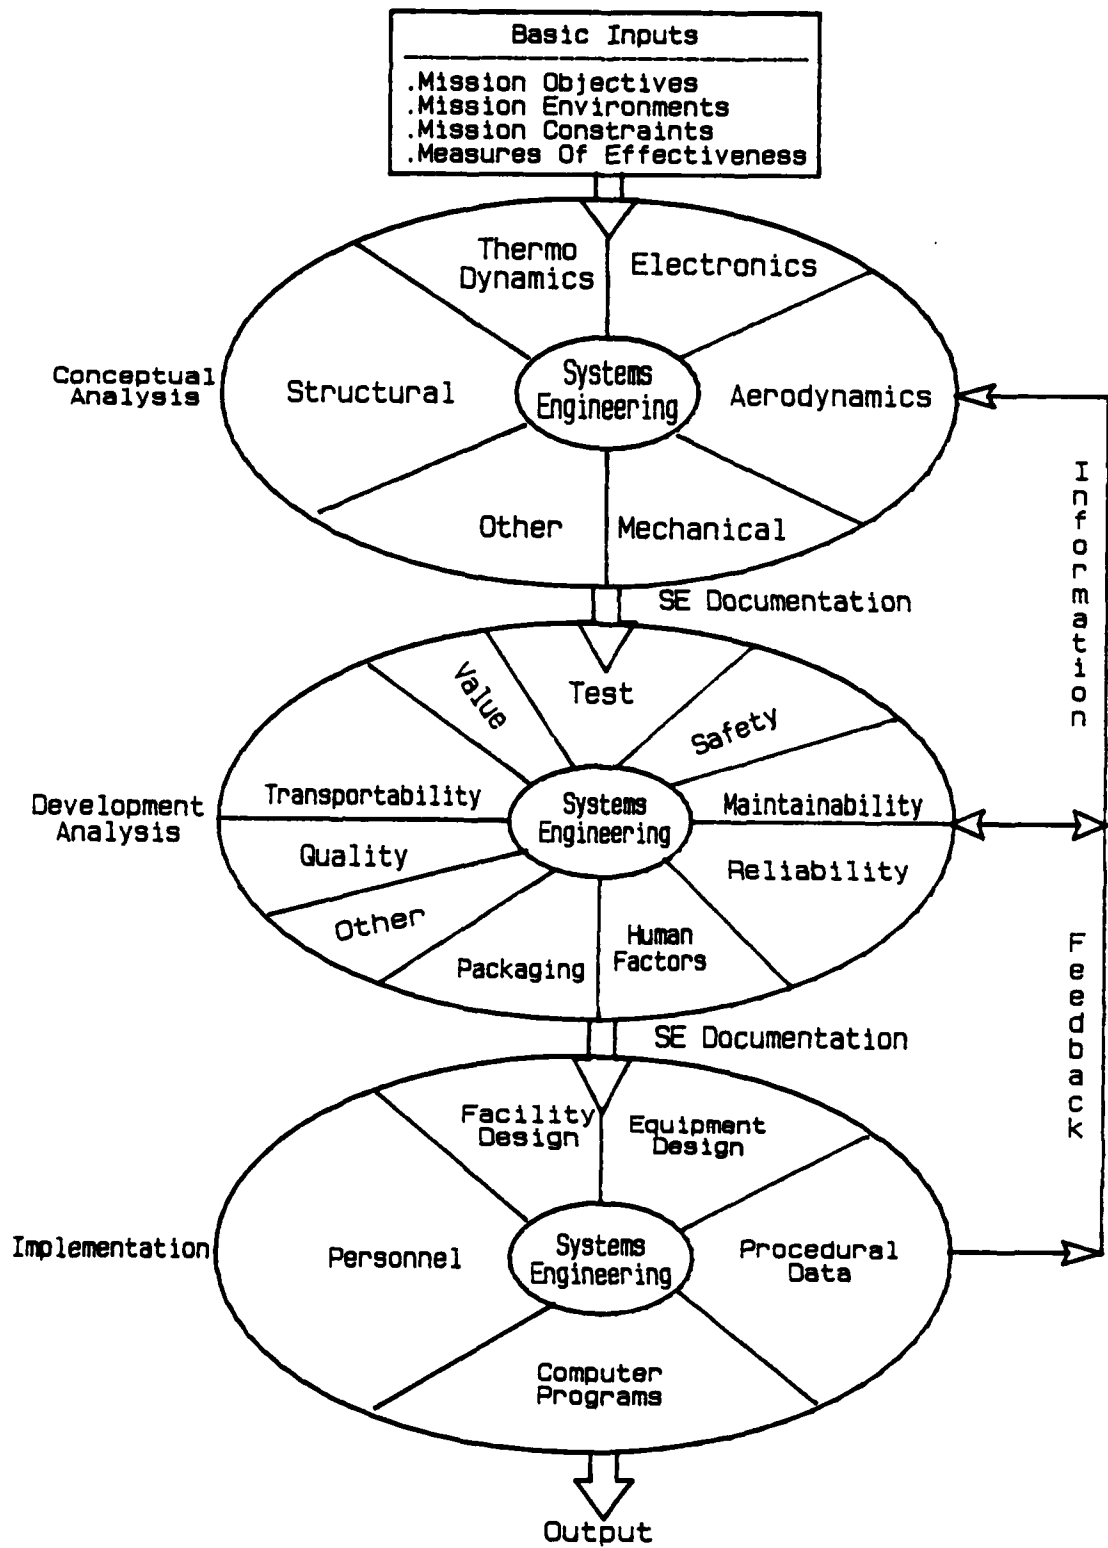 Basic Inputs
.Mission Objectives
.Mission Environments
.Mission Constraints
.Measures Of Effectiveness
Thermo
Dynamics
Electronics
Conceptual
Analysis
Structural
Systems
Engineering
Aerodynamics
Other
Mechanical
SE Documentation
Information
Value
Test
Safety
Development
Analysis
Transportability
Systems
Engineering
Maintainability
Quality
Reliability
Other
Packaging
Human
Factors
SE Documentation
Feedback
Facility
Design
Equipment
Design
Implementation
Personnel
Systems
Engineering
Procedural
Data
Computer
Programs
Output